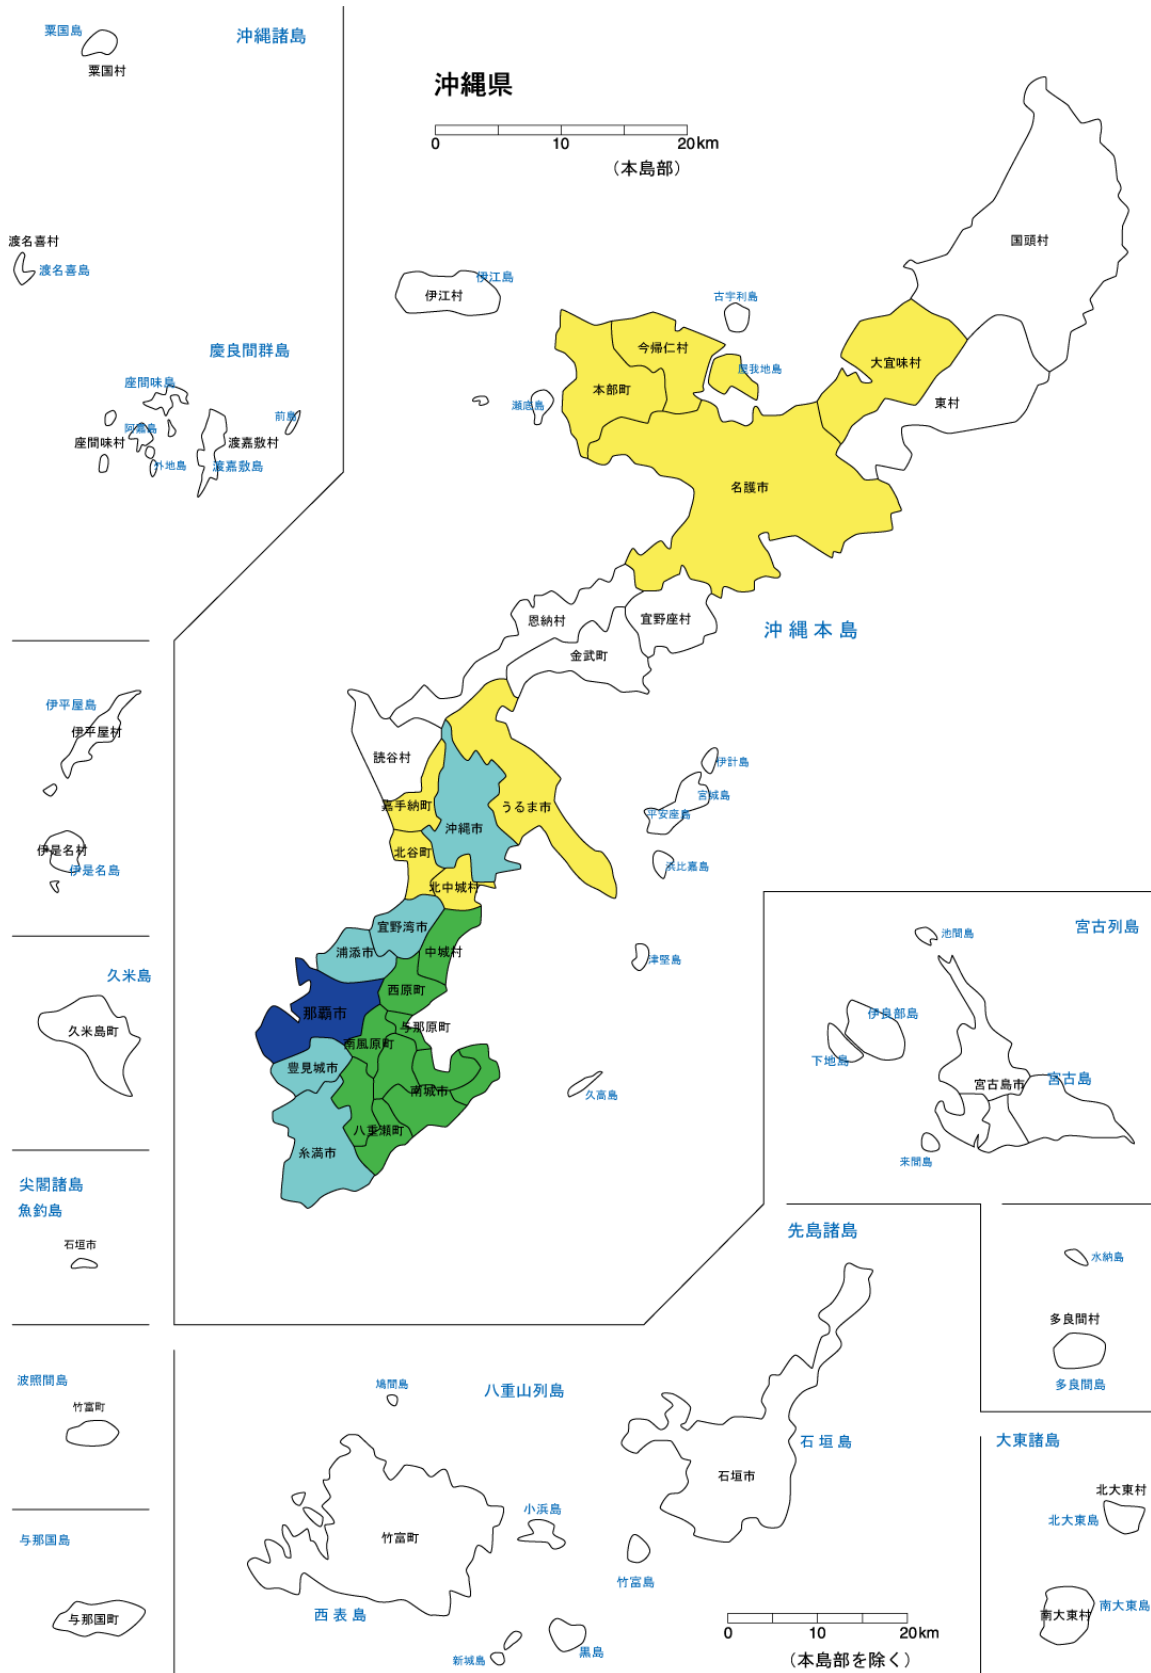 粟国島
粟国村
沖縄諸島
沖縄県
0 10 20km
（本島部）
渡名喜村
渡名喜島
慶良間群島
座間味島
阿嘉島
座間味村
外地島
前島
渡嘉敷村
渡嘉敷島
国頭村
伊江島
伊江村
古宇利島
今帰仁村
屋我地島
本部町
瀬底島
大宜味村
東村
名護市
恩納村
宜野座村
金武町
沖縄本島
伊平屋島
伊平屋村
伊是名村
伊是名島
読谷村
嘉手納町
うるま市
沖縄市
北谷町
北中城村
伊計島
宮城島
平安座島
浜比嘉島
宜野湾市
浦添市
中城村
西原町
那覇市
与那原町
南風原町
豊見城市
南城市
八重瀬町
糸満市
津堅島
久高島
久米島
久米島町
尖閣諸島
魚釣島
石垣市
宮古列島
池間島
伊良部島
下地島
宮古島市
宮古島
来間島
先島諸島
水納島
多良間村
多良間島
波照間島
竹富町
与那国島
与那国町
八重山列島
鳩間島
石垣島
石垣市
竹富町
小浜島
竹富島
西表島
新城島
黒島
0 10 20km
（本島部を除く）
大東諸島
北大東村
北大東島
南大東島
南大東村